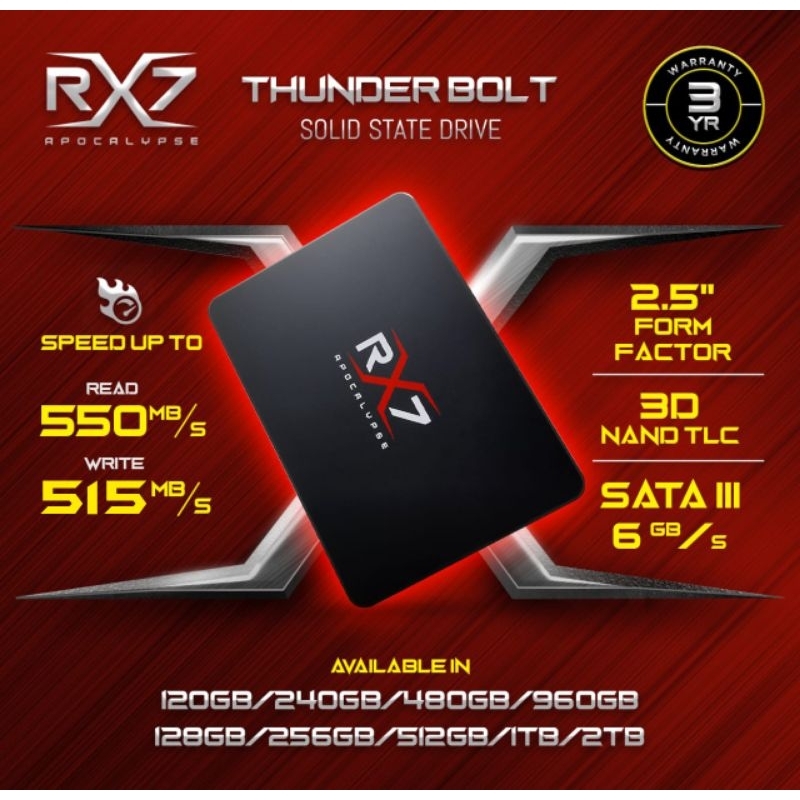 RX7
APOCALYPSE
THUNDER BOLT
SOLID STATE DRIVE
WARRANTY
3
YR
WARRANTY
SPEED UP TO
READ
550MB/s
WRITE
515MB/s
RX7
APOCALYPSE
2.5"
FORM
FACTOR
3D
NAND TLC
SATA III
6 GB/s
AVAILABLE IN
120GB/240GB/480GB/960GB
128GB/256GB/512GB/1TB/2TB